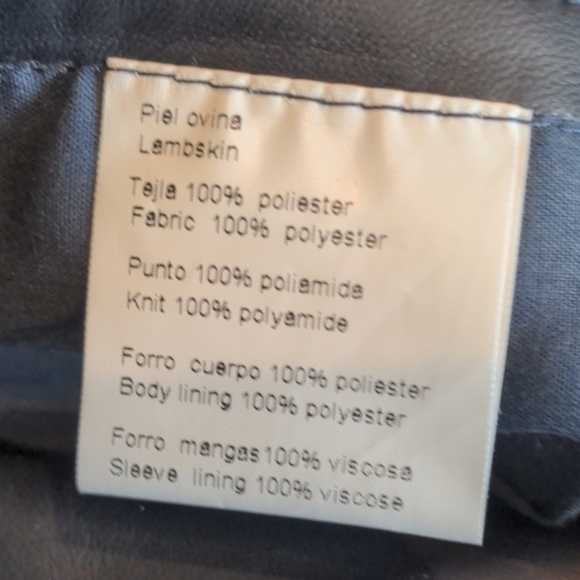 Piel ovina
Lambskin
Tejla 100% poliester
Fabric 100% polyester
Punto 100% poliamida
Knit 100% polyamide
Forro cuerpo 100% poliester
Body lining 100% polyester
Forro mangas 100% viscosa
Sleeve lining 100% viscose